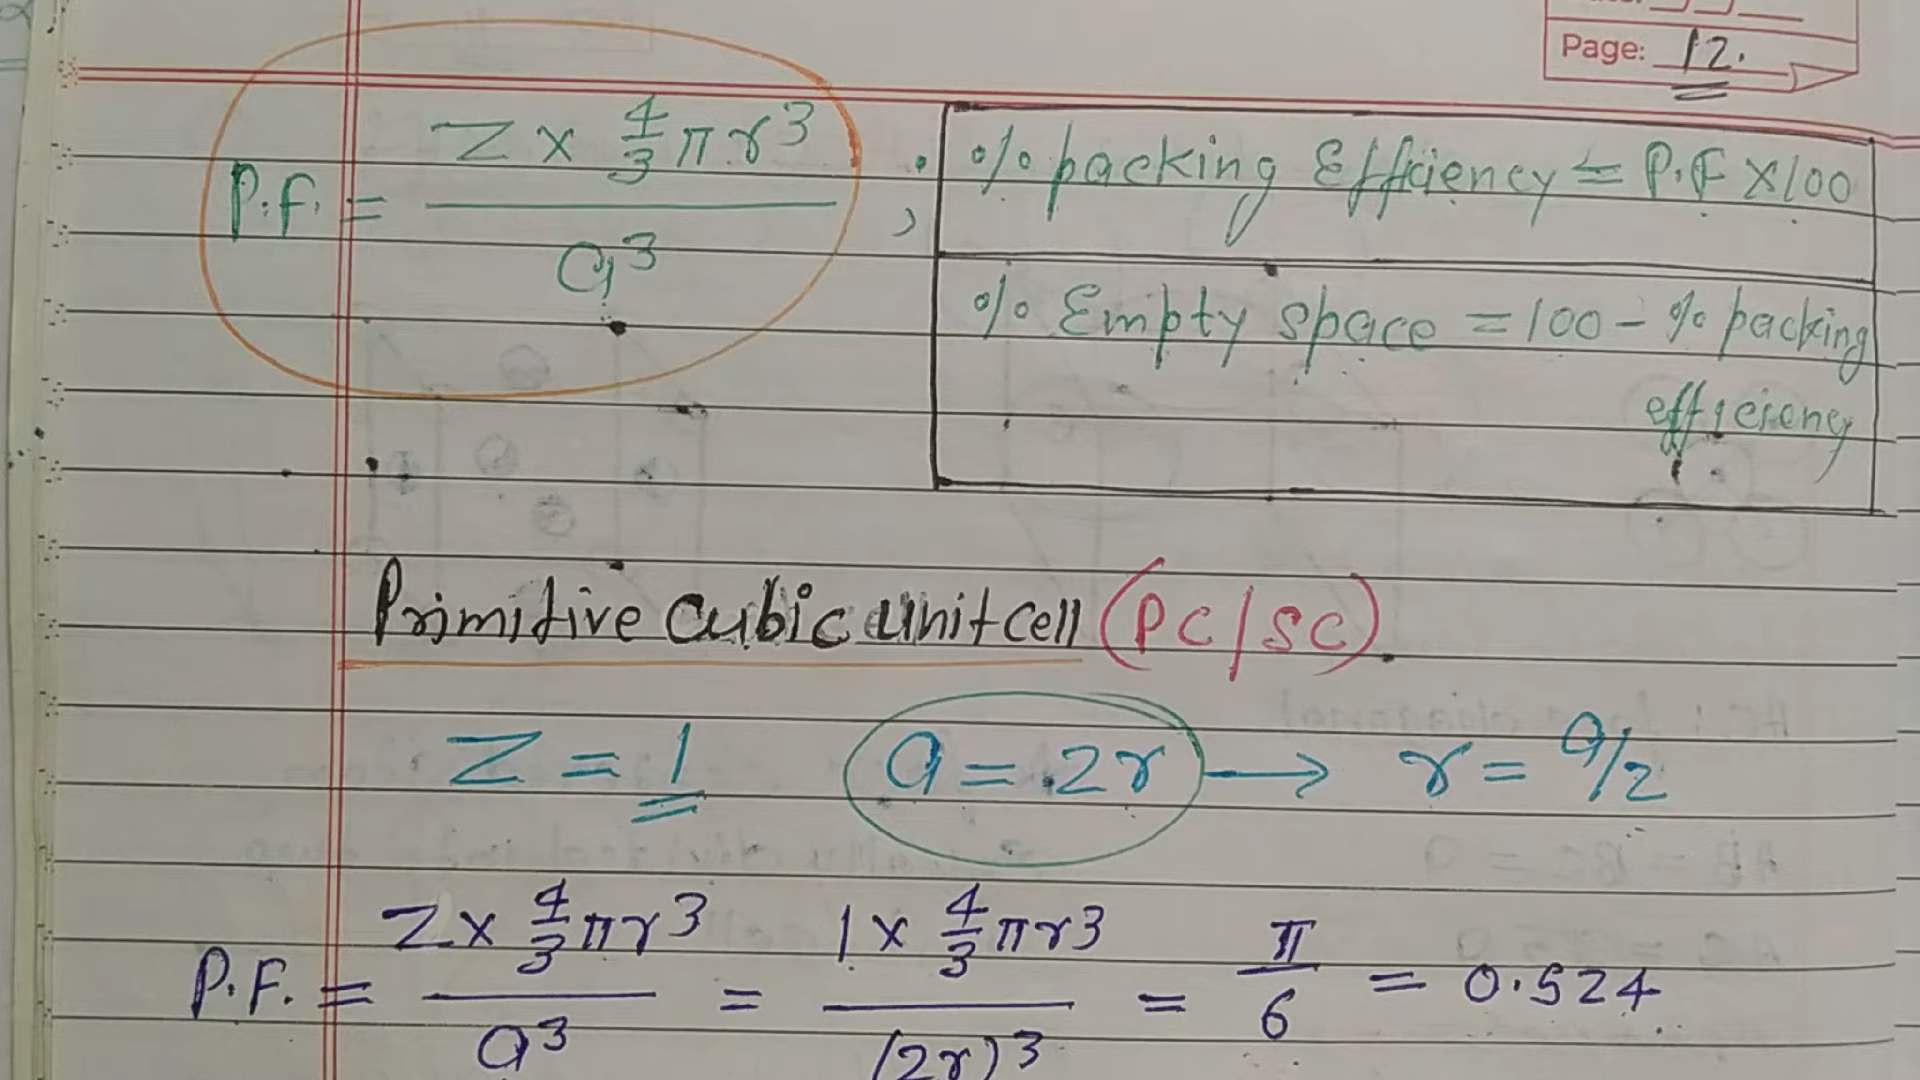 Page: 12.
P.F. = Z × 4/3 πr³ / a³ ;
% packing Efficiency = P.F × 100
% Empty space = 100 - % packing
efficiency
Primitive Cubic Unit cell (PC/SC).
Z = 1 a = 2r → r = a/2
P.F. = Z × 4/3 πr³ / a³ = 1 × 4/3 πr³ / (2r)³ = π/6 = 0.524